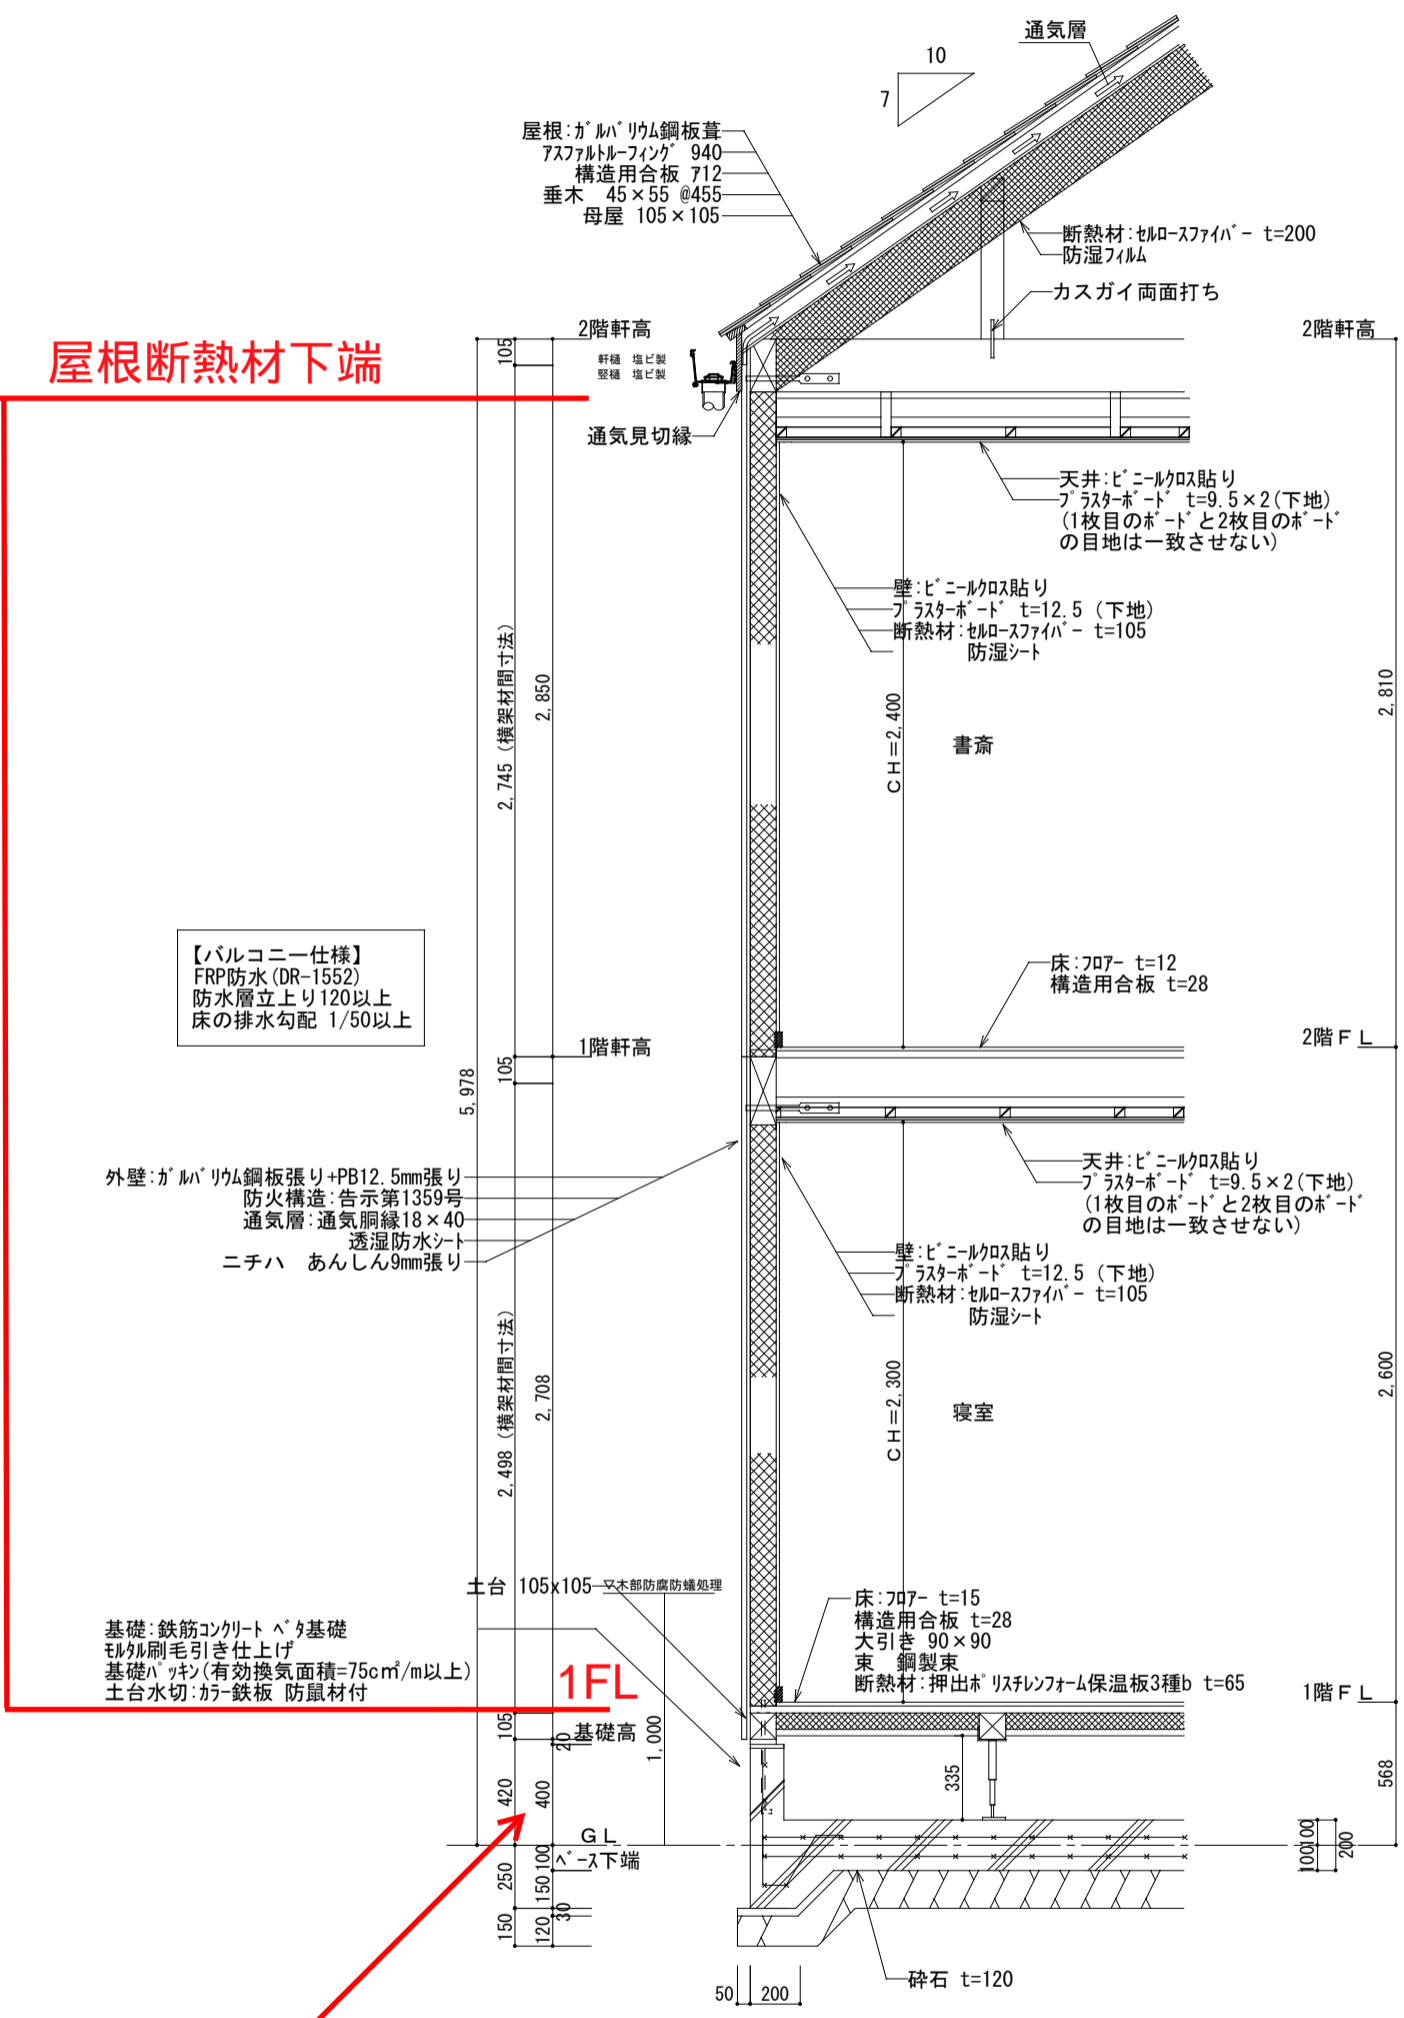 通気層
10
7
屋根:ｶﾞﾙﾊﾞﾘｳﾑ鋼板葺
ｱｽﾌｧﾙﾄﾙｰﾌｨﾝｸﾞ 940
構造用合板 ｱ12
垂木 45×55 @455
母屋 105×105
断熱材:ｾﾙﾛｰｽﾌｧｲﾊﾞｰ t=200
防湿ﾌｨﾙﾑ
カスガイ両面打ち
2階軒高
2階軒高
屋根断熱材下端
105
軒樋 塩ビ製
竪樋 塩ビ製
通気見切縁
天井:ﾋﾞﾆｰﾙｸﾛｽ貼り
ﾌﾟﾗｽﾀｰﾎﾞｰﾄﾞ t=9.5×2(下地)
(1枚目のﾎﾞｰﾄﾞと2枚目のﾎﾞｰﾄﾞ
の目地は一致させない)
壁:ﾋﾞﾆｰﾙｸﾛｽ貼り
ﾌﾟﾗｽﾀｰﾎﾞｰﾄﾞ t=12.5 (下地)
断熱材:ｾﾙﾛｰｽﾌｧｲﾊﾞｰ t=105
防湿ｼｰﾄ
2,745 (横架材間寸法)
2,850
ＣＨ=2,400
書斎
2,810
【バルコニー仕様】
FRP防水(DR-1552)
防水層立上り120以上
床の排水勾配 1/50以上
床:ﾌﾛｱｰ t=12
構造用合板 t=28
1階軒高
2階ＦＬ
105
5,978
外壁:ｶﾞﾙﾊﾞﾘｳﾑ鋼板張り+PB12.5mm張り
防火構造:告示第1359号
通気層:通気胴縁18×40
透湿防水ｼｰﾄ
ニチハ あんしん9mm張り
天井:ﾋﾞﾆｰﾙｸﾛｽ貼り
ﾌﾟﾗｽﾀｰﾎﾞｰﾄﾞ t=9.5×2(下地)
(1枚目のﾎﾞｰﾄﾞと2枚目のﾎﾞｰﾄﾞ
の目地は一致させない)
壁:ﾋﾞﾆｰﾙｸﾛｽ貼り
ﾌﾟﾗｽﾀｰﾎﾞｰﾄﾞ t=12.5 (下地)
断熱材:ｾﾙﾛｰｽﾌｧｲﾊﾞｰ t=105
防湿ｼｰﾄ
2,498 (横架材間寸法)
2,708
ＣＨ=2,300
寝室
2,600
土台 105x105
▽木部防腐防蟻処理
基礎:鉄筋ｺﾝｸﾘｰﾄ ﾍﾞﾀ基礎
ﾓﾙﾀﾙ刷毛引き仕上げ
基礎ﾊﾟｯｷﾝ(有効換気面積=75c㎡/m以上)
土台水切:ｶﾗｰ鉄板 防鼠材付
床:ﾌﾛｱｰ t=15
構造用合板 t=28
大引き 90×90
束 鋼製束
断熱材:押出ﾎﾟﾘｽﾁﾚﾝﾌｫｰﾑ保温板3種b t=65
1FL
1階ＦＬ
105
20
基礎高
1,000
420
400
335
568
ＧＬ
ﾍﾞｰｽ下端
250
100
150
150
30
120
100
100
200
50
200
砕石 t=120